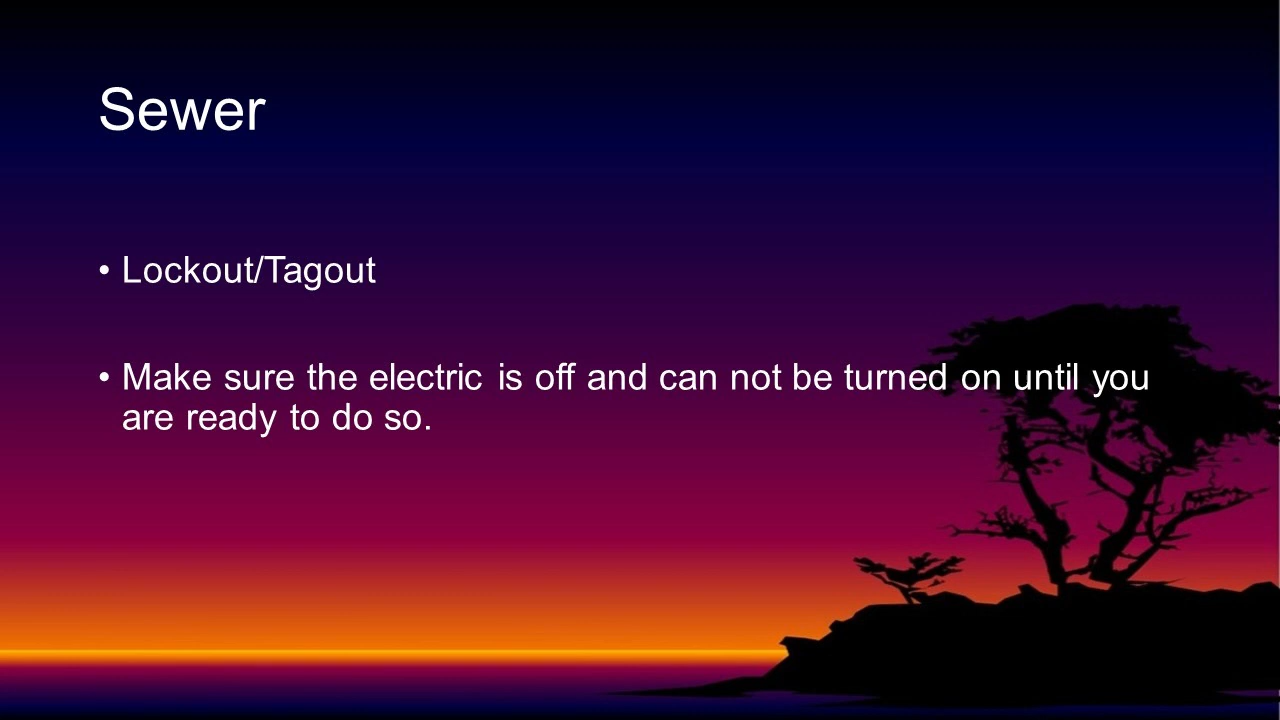 Sewer
• Lockout/Tagout
• Make sure the electric is off and can not be turned on until you
are ready to do so.